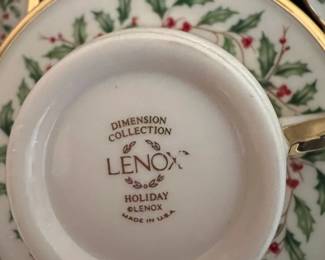 DIMENSION
COLLECTION
LENOX
HOLIDAY
©LENOX
MADE IN U.S.A.